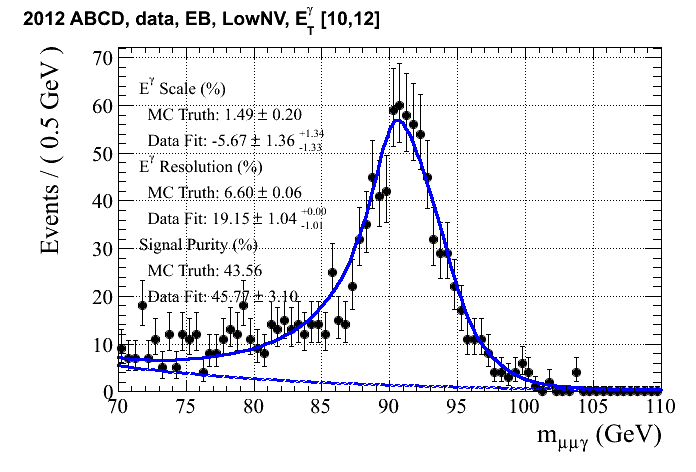 2012 ABCD, data, EB, LowNV, E_T^γ [10,12]
Events / ( 0.5 GeV )
70
60
50
40
30
20
10
0
E^γ Scale (%)
MC Truth: 1.49 ± 0.20
Data Fit: -5.67 ± 1.36 +1.34 -1.33
E^γ Resolution (%)
MC Truth: 6.60 ± 0.06
Data Fit: 19.15 ± 1.04 +0.00 -1.01
Signal Purity (%)
MC Truth: 43.56
Data Fit: 45.77 ± 3.10
70 75 80 85 90 95 100 105 110
m_μμγ (GeV)